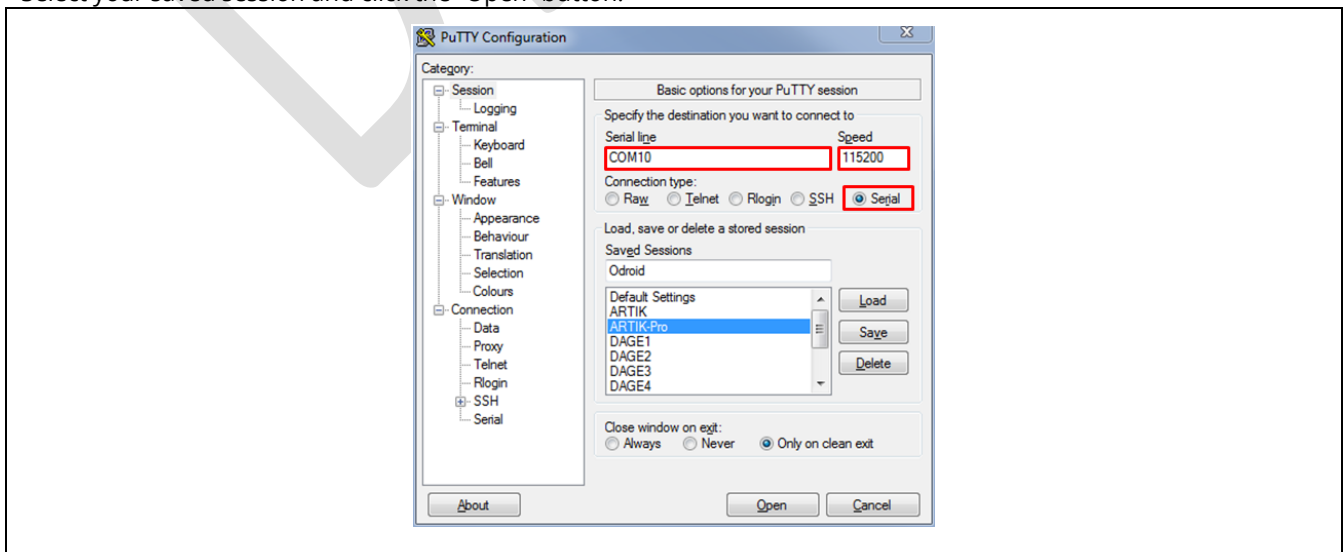 Select your saved session and click the "Open" button.
PuTTY Configuration
Category:
Session
Logging
Terminal
Keyboard
Bell
Features
Window
Appearance
Behaviour
Translation
Selection
Colours
Connection
Data
Proxy
Telnet
Rlogin
SSH
Serial
Basic options for your PuTTY session
Specify the destination you want to connect to
Serial line Speed
COM10 115200
Connection type:
Raw Telnet Rlogin SSH Serial
Load, save or delete a stored session
Saved Sessions
Odroid
Default Settings
ARTIK
ARTIK-Pro
DAGE1
DAGE2
DAGE3
DAGE4
Load
Save
Delete
Close window on exit:
Always Never Only on clean exit
About Open Cancel